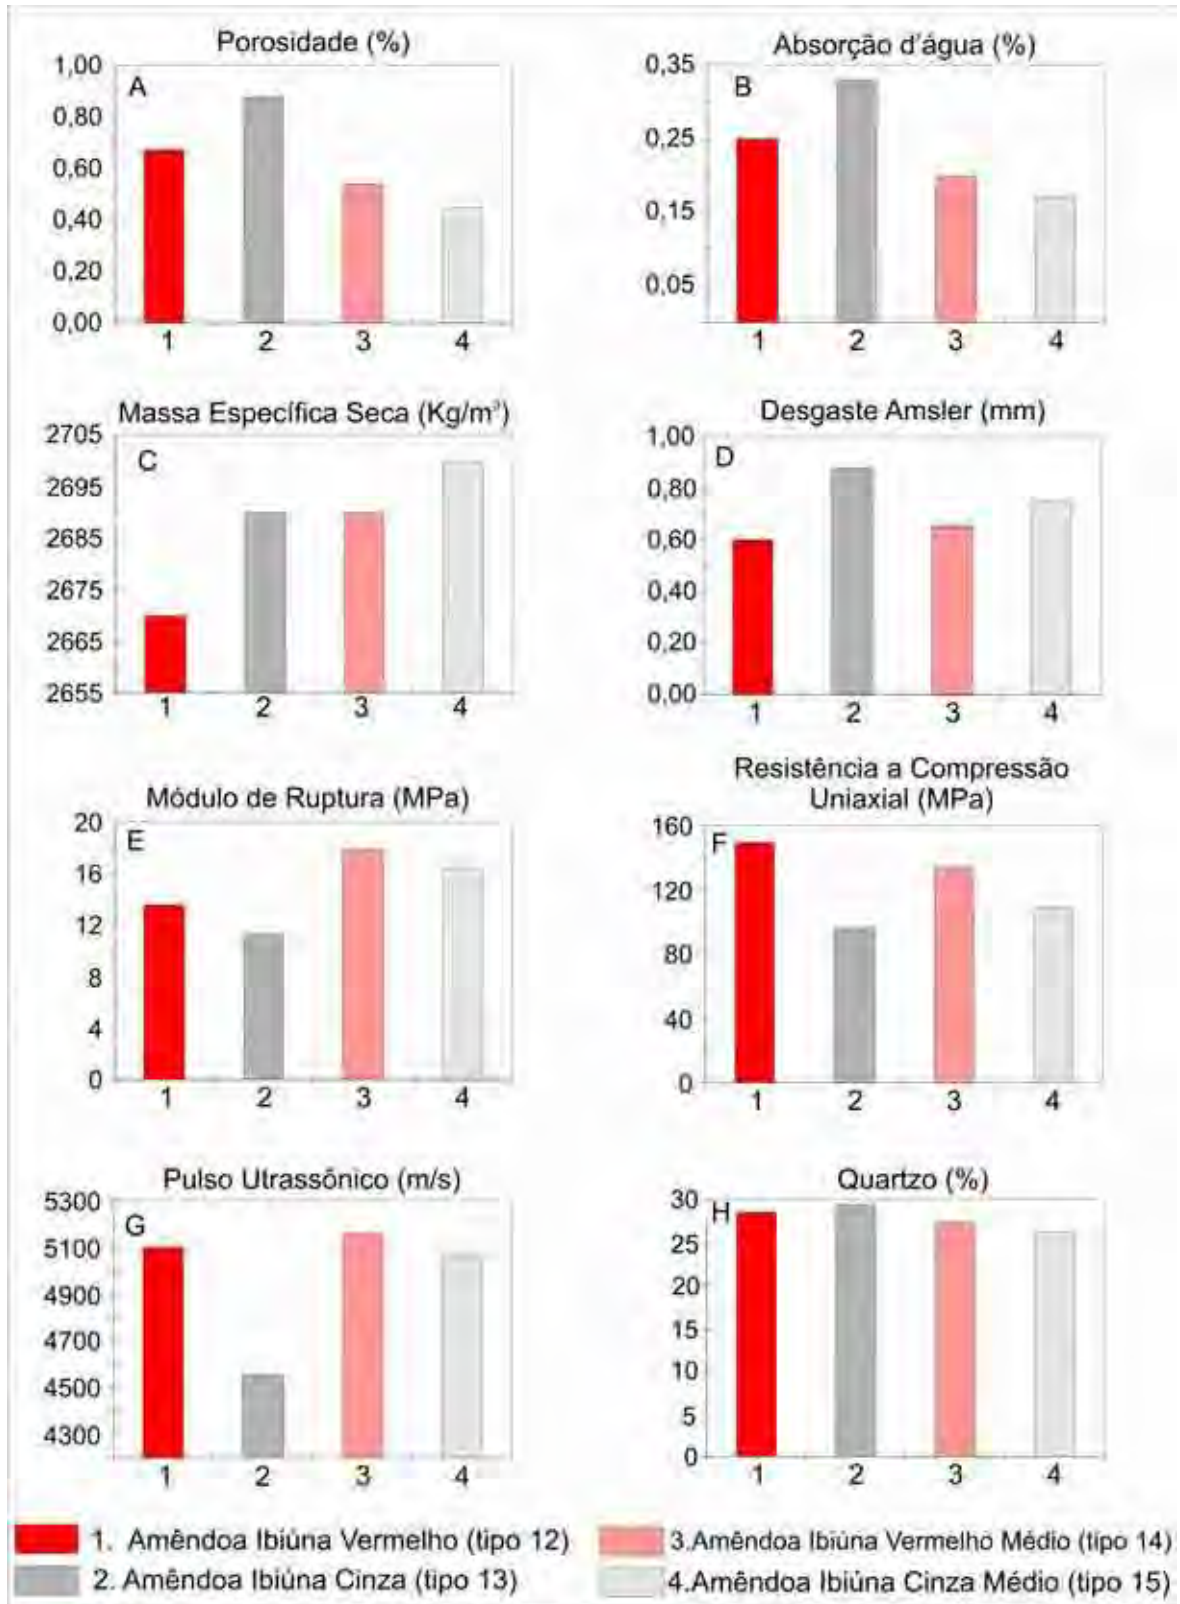 Porosidade (%)
A
1,00
0,80
0,60
0,40
0,20
0,00
1 2 3 4
Absorção d'água (%)
B
0,35
0,25
0,15
0,05
1 2 3 4
Massa Específica Seca (Kg/m³)
C
2705
2695
2685
2675
2665
2655
1 2 3 4
Desgaste Amsler (mm)
D
1,00
0,80
0,60
0,40
0,20
0,00
1 2 3 4
Módulo de Ruptura (MPa)
E
20
16
12
8
4
0
1 2 3 4
Resistência a Compressão
Uniaxial (MPa)
F
160
120
80
40
0
1 2 3 4
Pulso Utrassônico (m/s)
G
5300
5100
4900
4700
4500
4300
1 2 3 4
Quartzo (%)
H
30
25
20
15
10
5
0
1 2 3 4
1. Amêndoa Ibiúna Vermelho (tipo 12)
2. Amêndoa Ibiúna Cinza (tipo 13)
3.Amêndoa Ibiúna Vermelho Médio (tipo 14)
4.Amêndoa Ibiúna Cinza Médio (tipo 15)